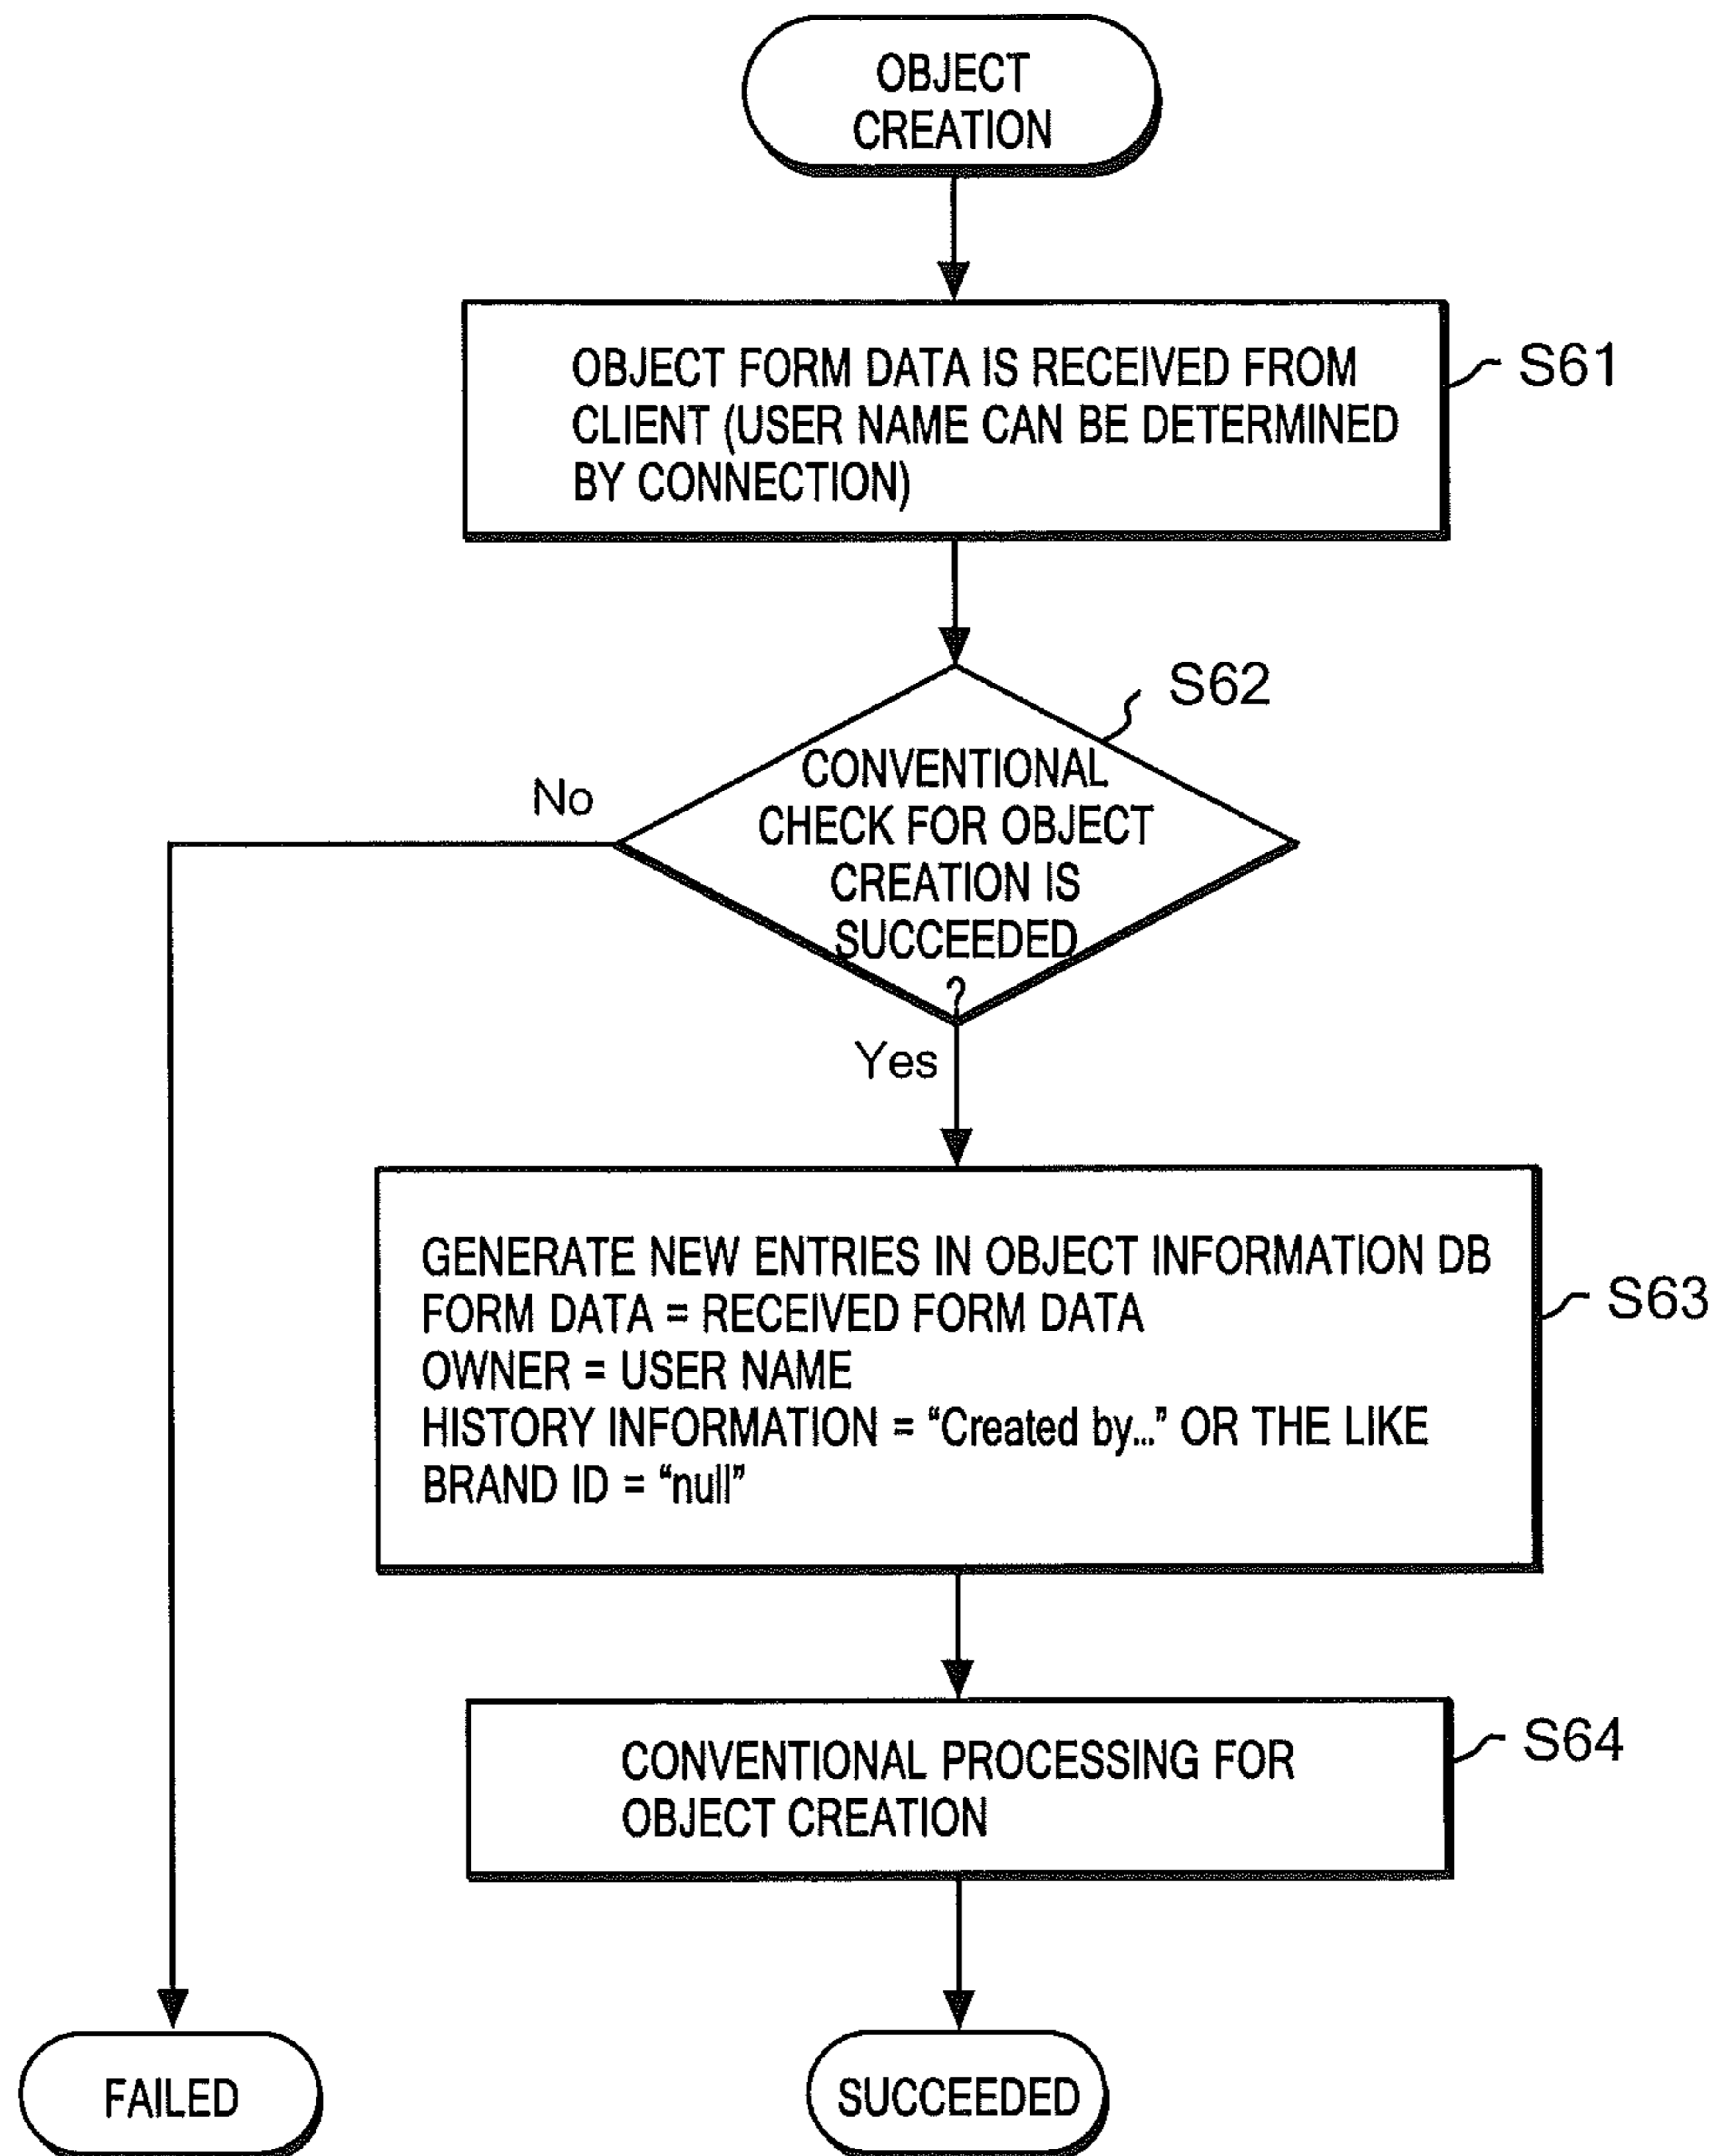 OBJECT
CREATION
OBJECT FORM DATA IS RECEIVED FROM
CLIENT (USER NAME CAN BE DETERMINED
BY CONNECTION)
S61
S62
CONVENTIONAL
CHECK FOR OBJECT
CREATION IS
SUCCEEDED
?
No
Yes
GENERATE NEW ENTRIES IN OBJECT INFORMATION DB
FORM DATA = RECEIVED FORM DATA
OWNER = USER NAME
HISTORY INFORMATION = “Created by...” OR THE LIKE
BRAND ID = “null”
S63
CONVENTIONAL PROCESSING FOR
OBJECT CREATION
S64
FAILED
SUCCEEDED